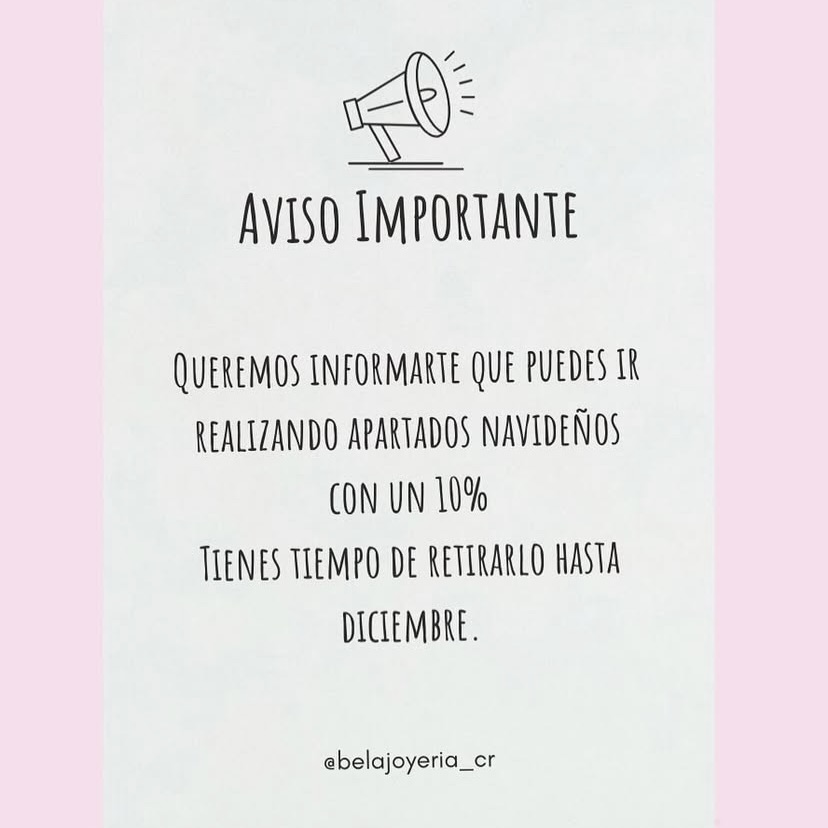 Aviso Importante
Queremos informarte que puedes ir
realizando apartados navideños
con un 10%
Tienes tiempo de retirarlo hasta
diciembre.
@belajoyeria_cr